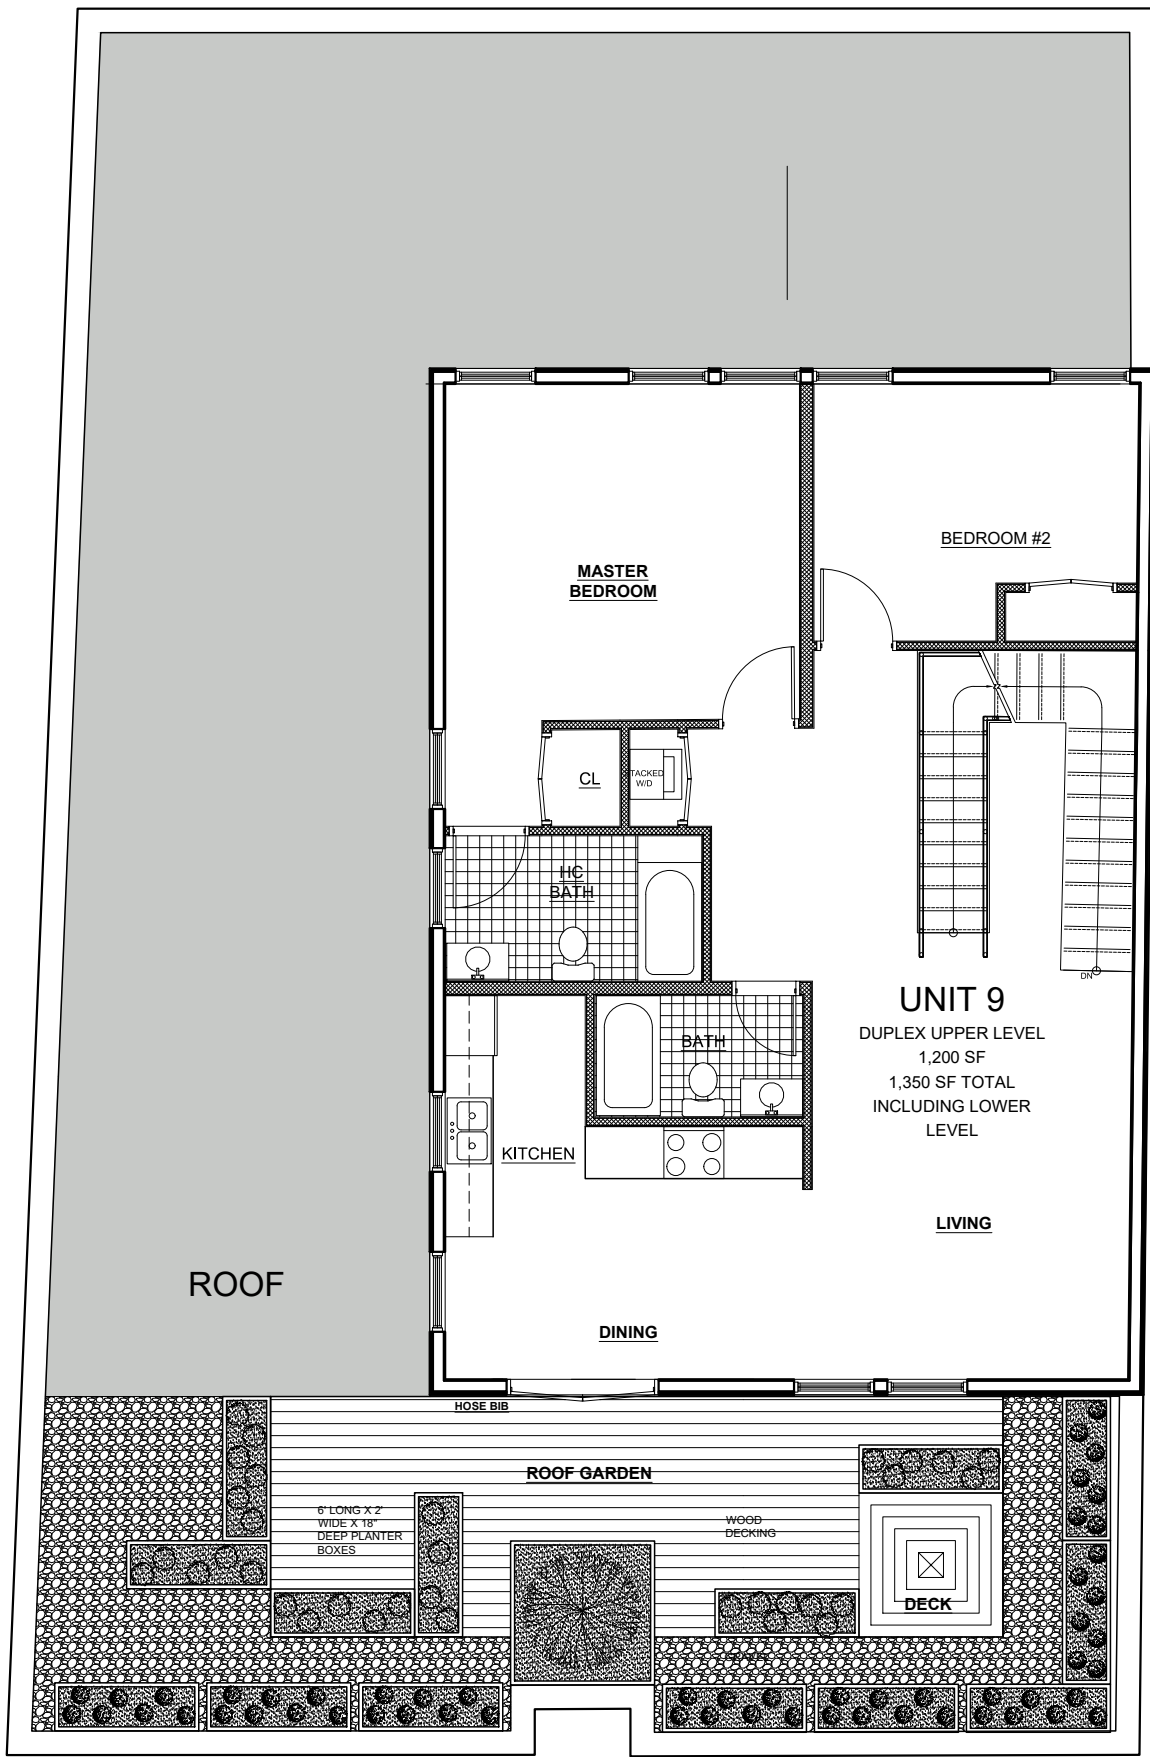 BEDROOM #2
MASTER
BEDROOM
CL
TACKED
W/D
HC
BATH
DN
UNIT 9
DUPLEX UPPER LEVEL
1,200 SF
1,350 SF TOTAL
INCLUDING LOWER
LEVEL
BATH
KITCHEN
LIVING
ROOF
DINING
HOSE BIB
ROOF GARDEN
6' LONG X 2'
WIDE X 18"
DEEP PLANTER
BOXES
WOOD
DECKING
DECK
GRAVEL